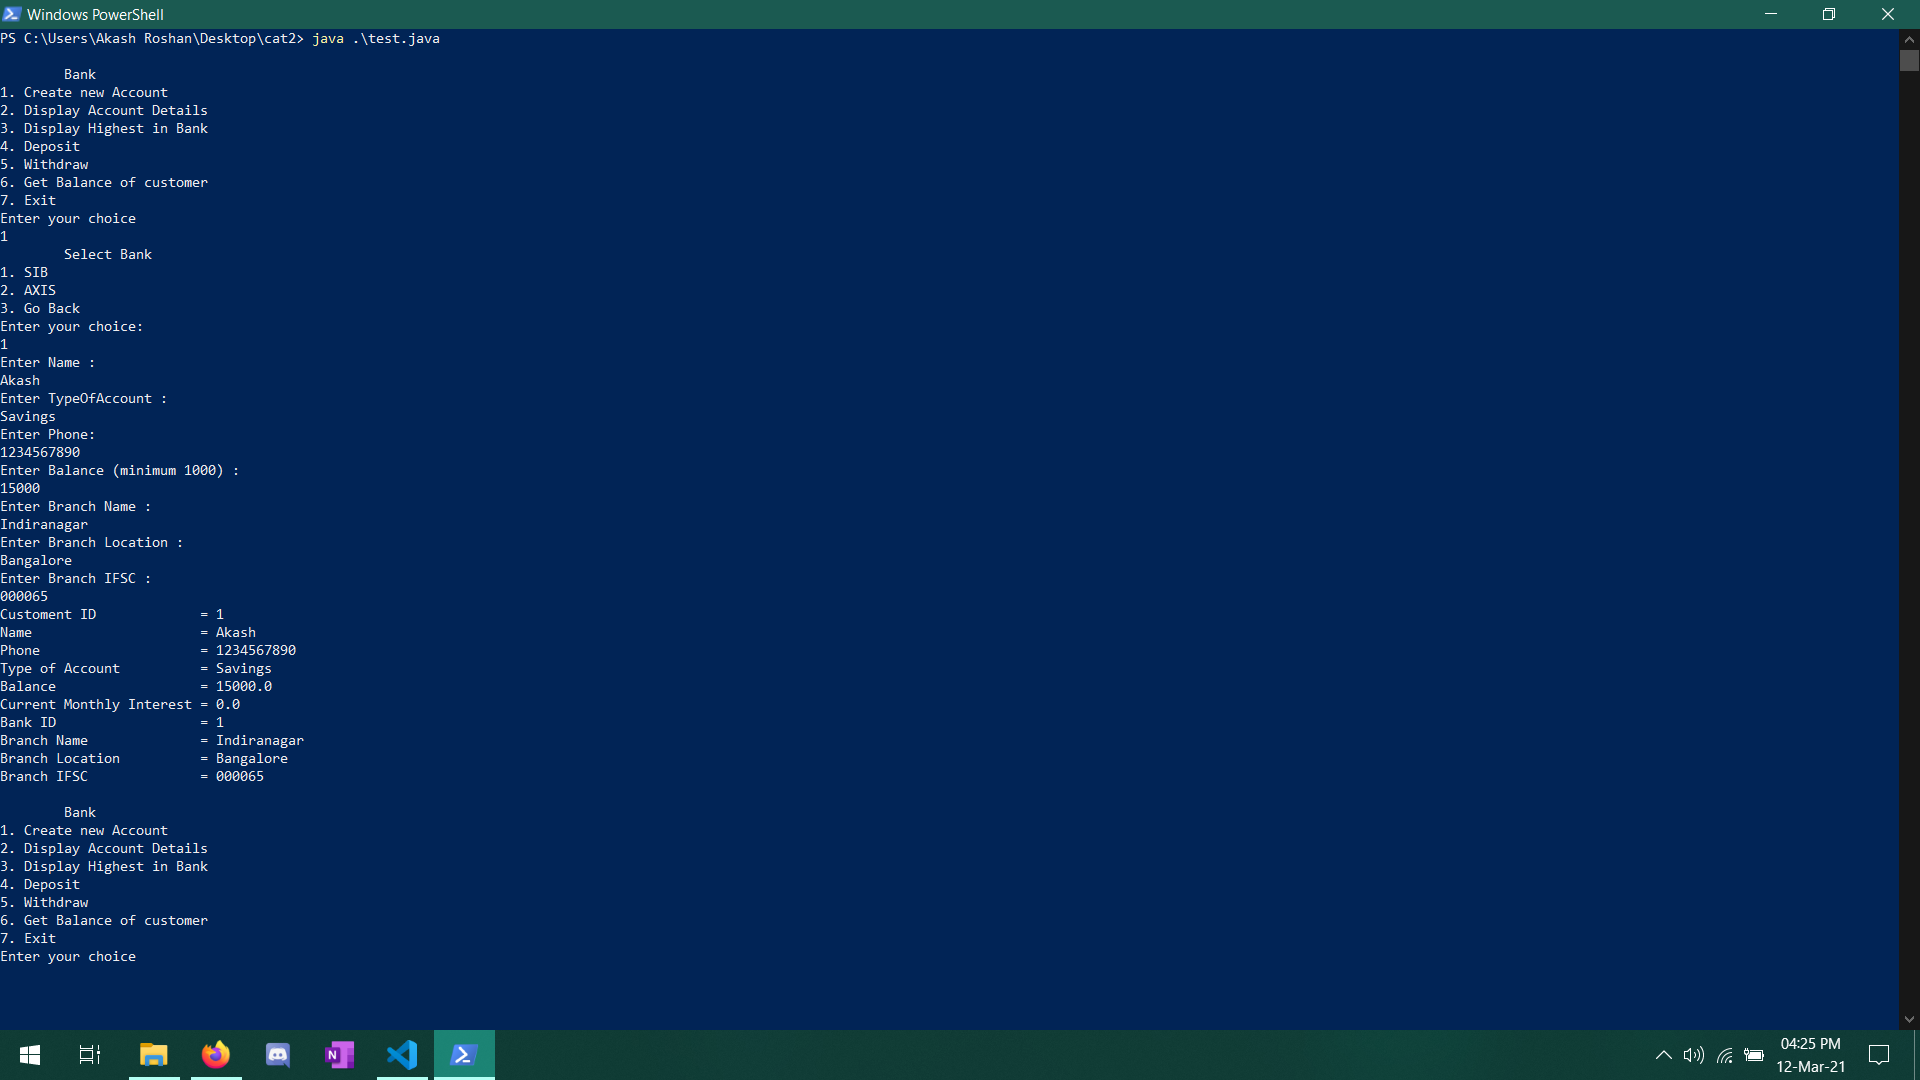 Windows PowerShell
PS C:\Users\Akash Roshan\Desktop\cat2> java .\test.java
Bank
1. Create new Account
2. Display Account Details
3. Display Highest in Bank
4. Deposit
5. Withdraw
6. Get Balance of customer
7. Exit
Enter your choice
1
Select Bank
1. SIB
2. AXIS
3. Go Back
Enter your choice:
1
Enter Name :
Akash
Enter TypeOfAccount :
Savings
Enter Phone:
1234567890
Enter Balance (minimum 1000) :
15000
Enter Branch Name :
Indiranagar
Enter Branch Location :
Bangalore
Enter Branch IFSC :
000065
Customent ID = 1
Name = Akash
Phone = 1234567890
Type of Account = Savings
Balance = 15000.0
Current Monthly Interest = 0.0
Bank ID = 1
Branch Name = Indiranagar
Branch Location = Bangalore
Branch IFSC = 000065
Bank
1. Create new Account
2. Display Account Details
3. Display Highest in Bank
4. Deposit
5. Withdraw
6. Get Balance of customer
7. Exit
Enter your choice
N
04:25 PM
12-Mar-21